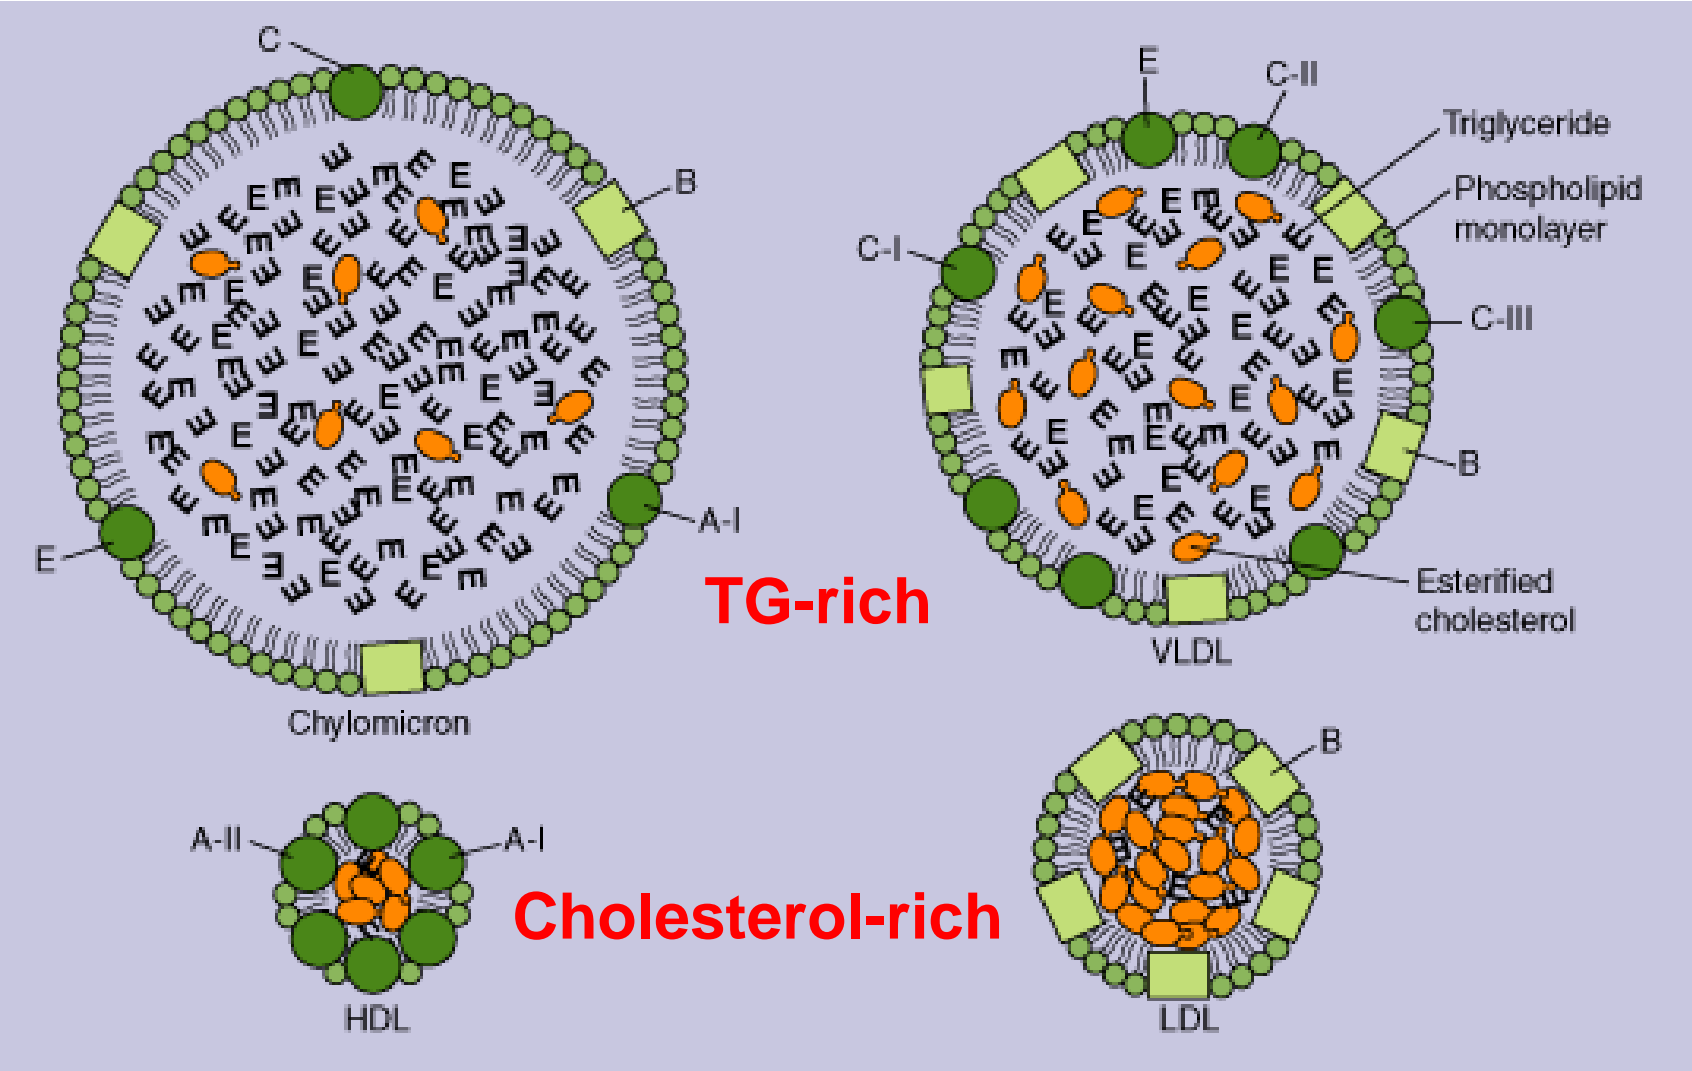 C
B
A-I
E
Chylomicron
E
C-II
Triglyceride
Phospholipid
monolayer
C-I
C-III
B
Esterified
cholesterol
VLDL
TG-rich
A-II
A-I
HDL
Cholesterol-rich
B
LDL